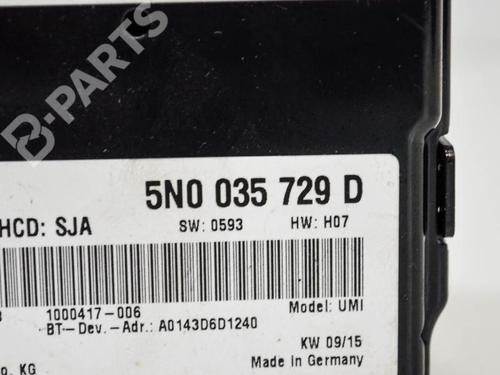 B-PARTS
5N0 035 729 D
HCD: SJA
SW: 0593 HW: H07
1000417-006 Model: UMI
BT-Dev.-Adr.: A0143D6D1240
KW 09/15
KG Made in Germany